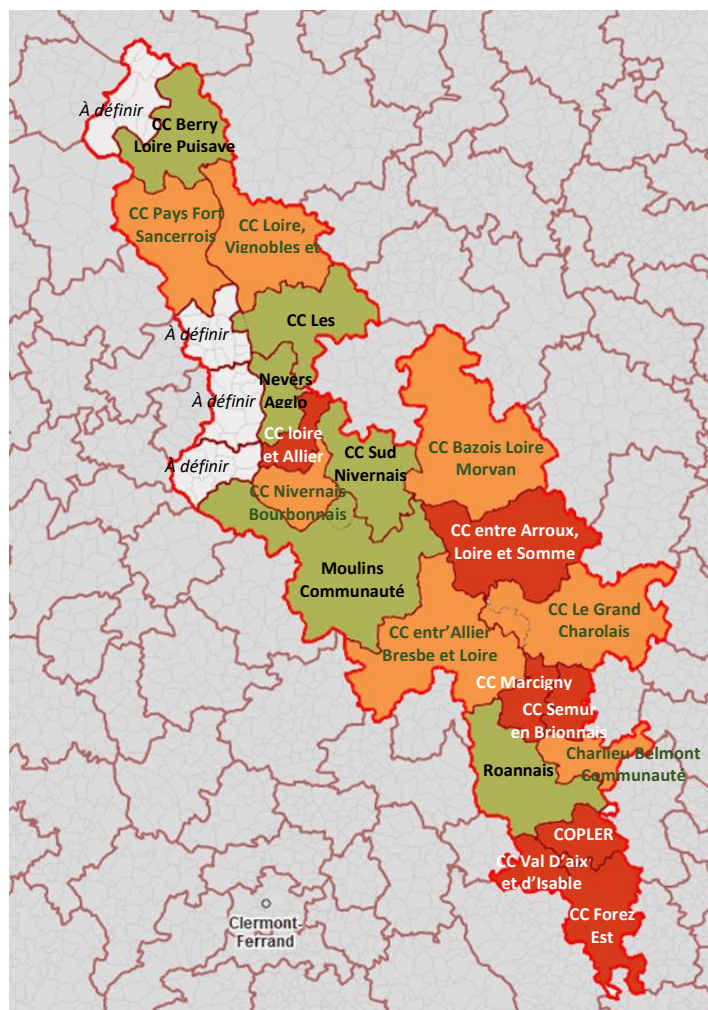 À définir
CC Berry
Loire Puisave
CC Pays Fort
Sancerrois
CC Loire,
Vignobles et
CC Les
À définir
Nevers
Agglo
À définir
CC loire
et Allier
CC Sud
Nivernais
CC Bazois Loire
Morvan
À définir
CC Nivernais
Bourbonnais
CC entre Arroux,
Loire et Somme
Moulins
Communauté
CC Le Grand
Charolais
CC entr'Allier
Bresbe et Loire
CC Marcigny
CC Semur
en Brionnais
Charlieu Belmont
Communauté
Roannais
COPLER
CC Val D'aix
et d'Isable
CC Forez
Est
Clermont-
Ferrand